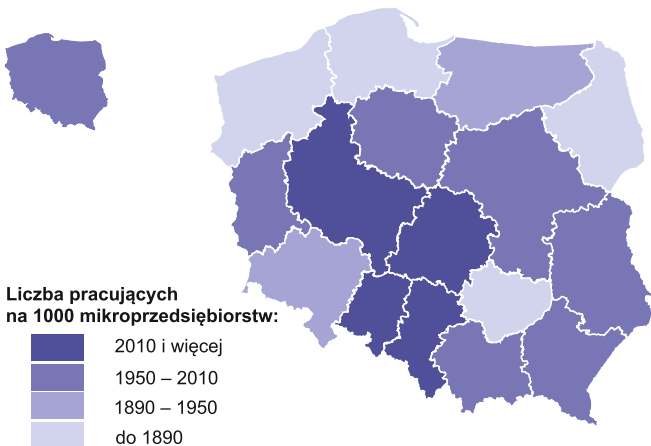 Liczba pracujących
na 1000 mikroprzedsiębiorstw:
2010 i więcej
1950 – 2010
1890 – 1950
do 1890